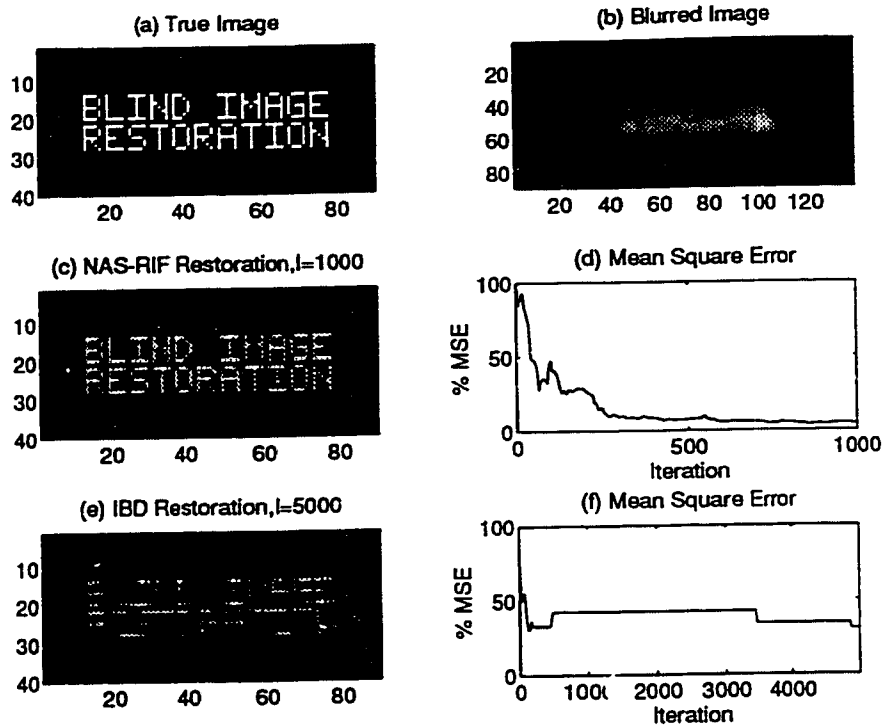 (a) True Image
10
20
30
40
BLIND IMAGE
RESTORATION
20 40 60 80
(b) Blurred Image
20
40
60
80
20 40 60 80 100 120
(c) NAS-RIF Restoration,I=1000
10
20
30
40
BLIND IMAGE
RESTORATION
20 40 60 80
(d) Mean Square Error
% MSE
100
50
0
0 500 1000
Iteration
(e) IBD Restoration,I=5000
10
20
30
40
20 40 60 80
(f) Mean Square Error
% MSE
100
50
0
0 1000 2000 3000 4000
Iteration